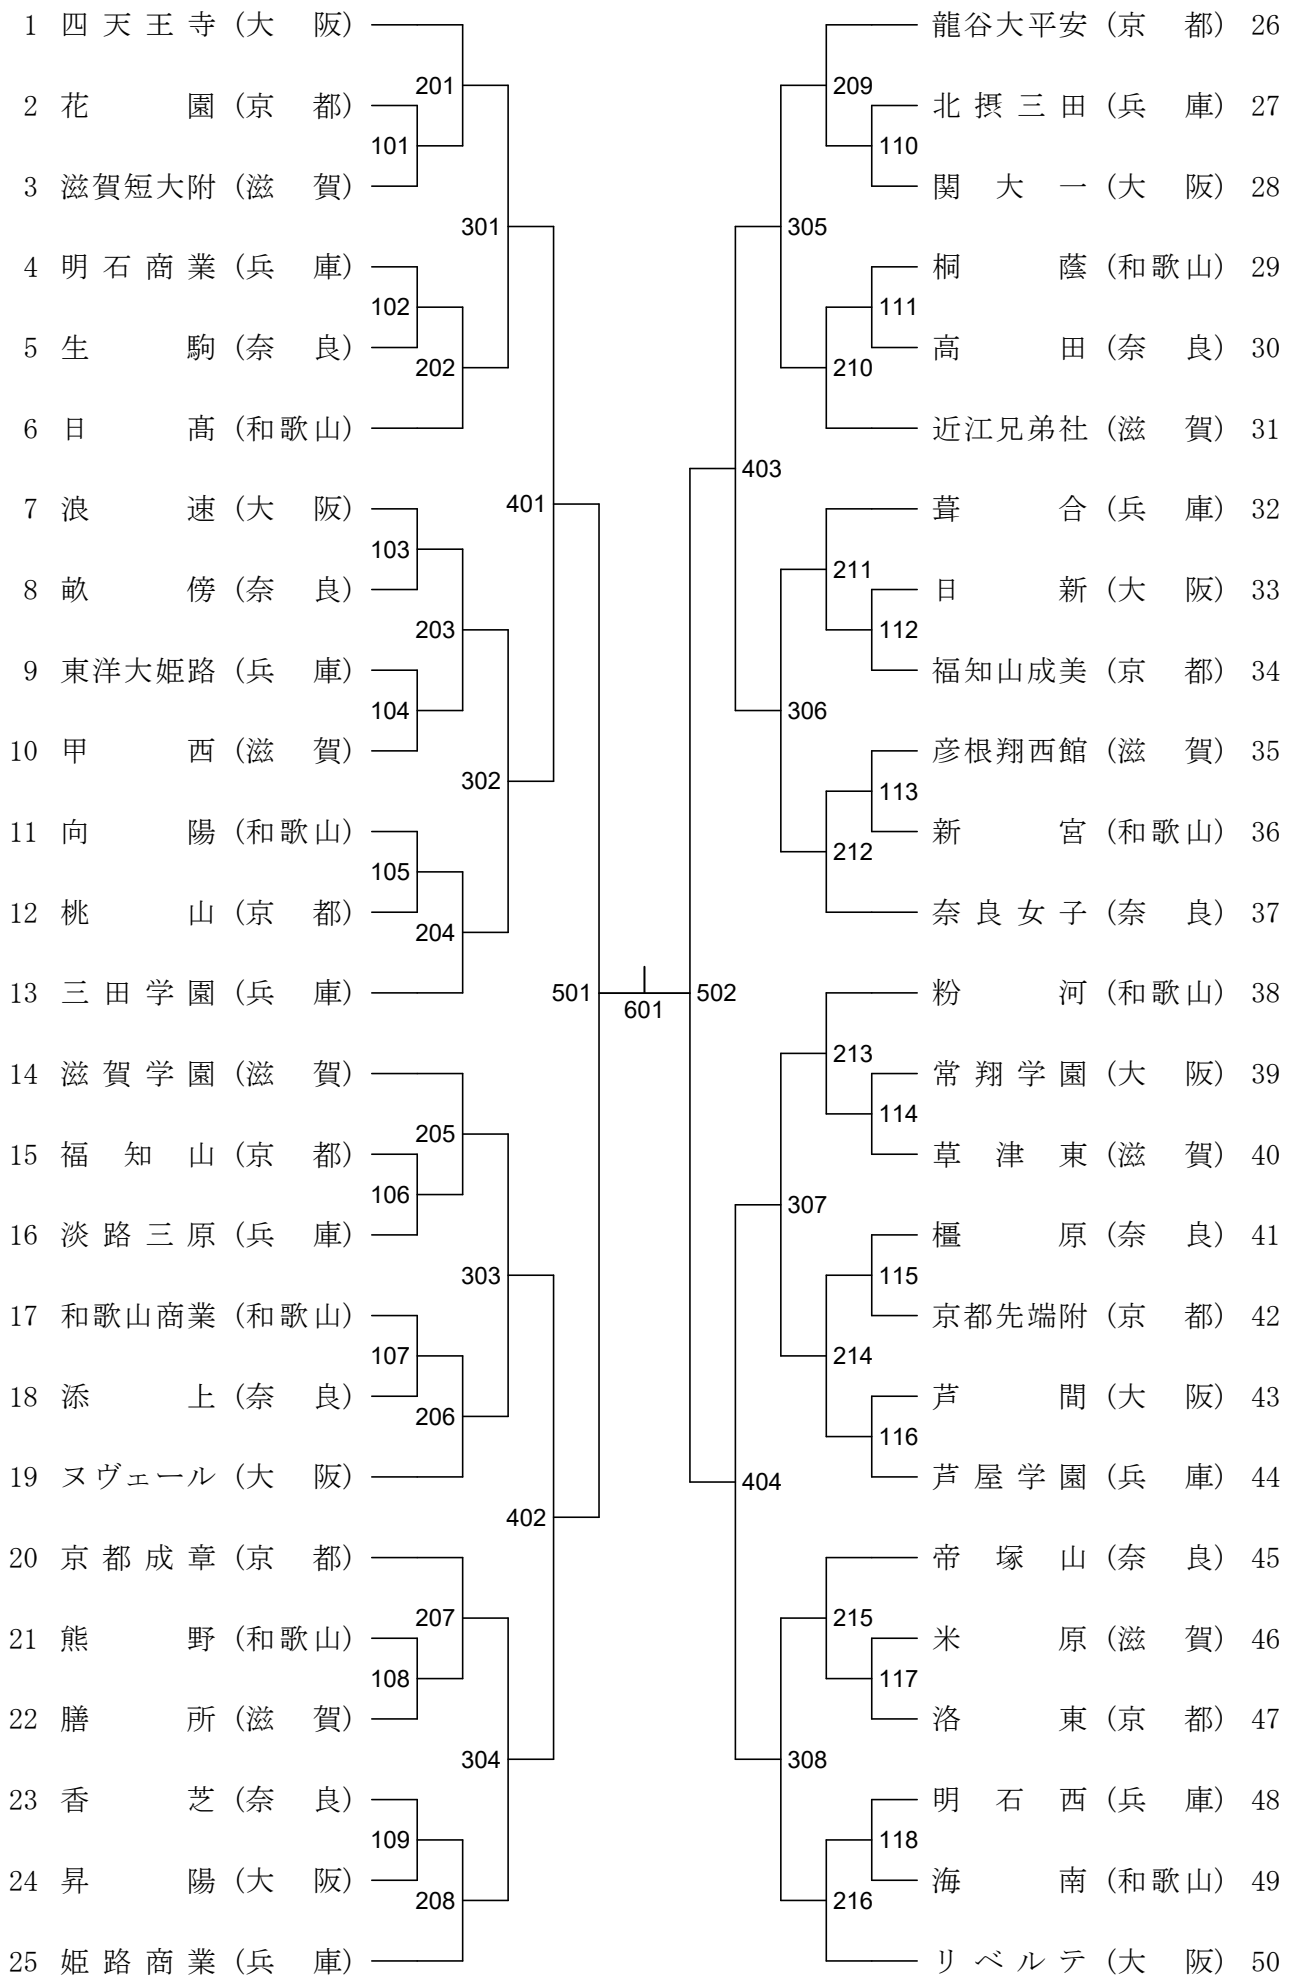 1 四天王寺 (大 阪)
2 花 園 (京 都)
3 滋賀短大附 (滋 賀)
4 明石商業 (兵 庫)
5 生 駒 (奈 良)
6 日 髙 (和歌山)
7 浪 速 (大 阪)
8 畝 傍 (奈 良)
9 東洋大姫路 (兵 庫)
10 甲 西 (滋 賀)
11 向 陽 (和歌山)
12 桃 山 (京 都)
13 三田学園 (兵 庫)
14 滋賀学園 (滋 賀)
15 福 知 山 (京 都)
16 淡路三原 (兵 庫)
17 和歌山商業 (和歌山)
18 添 上 (奈 良)
19 ヌヴェール (大 阪)
20 京都成章 (京 都)
21 熊 野 (和歌山)
22 膳 所 (滋 賀)
23 香 芝 (奈 良)
24 昇 陽 (大 阪)
25 姫路商業 (兵 庫)
101
102
103
104
105
106
107
108
109
201
202
203
204
205
206
207
208
301
302
303
304
401
402
501
601
502
403
404
305
306
307
308
209
210
211
212
213
214
215
216
110
111
112
113
114
115
116
117
118
龍谷大平安 (京 都) 26
北摂三田 (兵 庫) 27
関 大 一 (大 阪) 28
桐 蔭 (和歌山) 29
高 田 (奈 良) 30
近江兄弟社 (滋 賀) 31
葺 合 (兵 庫) 32
日 新 (大 阪) 33
福知山成美 (京 都) 34
彦根翔西館 (滋 賀) 35
新 宮 (和歌山) 36
奈良女子 (奈 良) 37
粉 河 (和歌山) 38
常翔学園 (大 阪) 39
草 津 東 (滋 賀) 40
橿 原 (奈 良) 41
京都先端附 (京 都) 42
芦 間 (大 阪) 43
芦屋学園 (兵 庫) 44
帝 塚 山 (奈 良) 45
米 原 (滋 賀) 46
洛 東 (京 都) 47
明 石 西 (兵 庫) 48
海 南 (和歌山) 49
リベルテ (大 阪) 50